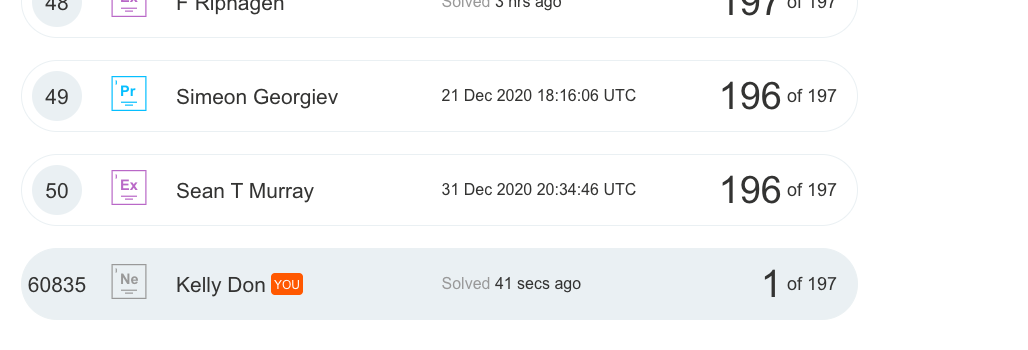 48 Ex F Riphagen Solved 3 hrs ago 197 of 197
49 Pr Simeon Georgiev 21 Dec 2020 18:16:06 UTC 196 of 197
50 Ex Sean T Murray 31 Dec 2020 20:34:46 UTC 196 of 197
60835 Ne Kelly Don YOU Solved 41 secs ago 1 of 197